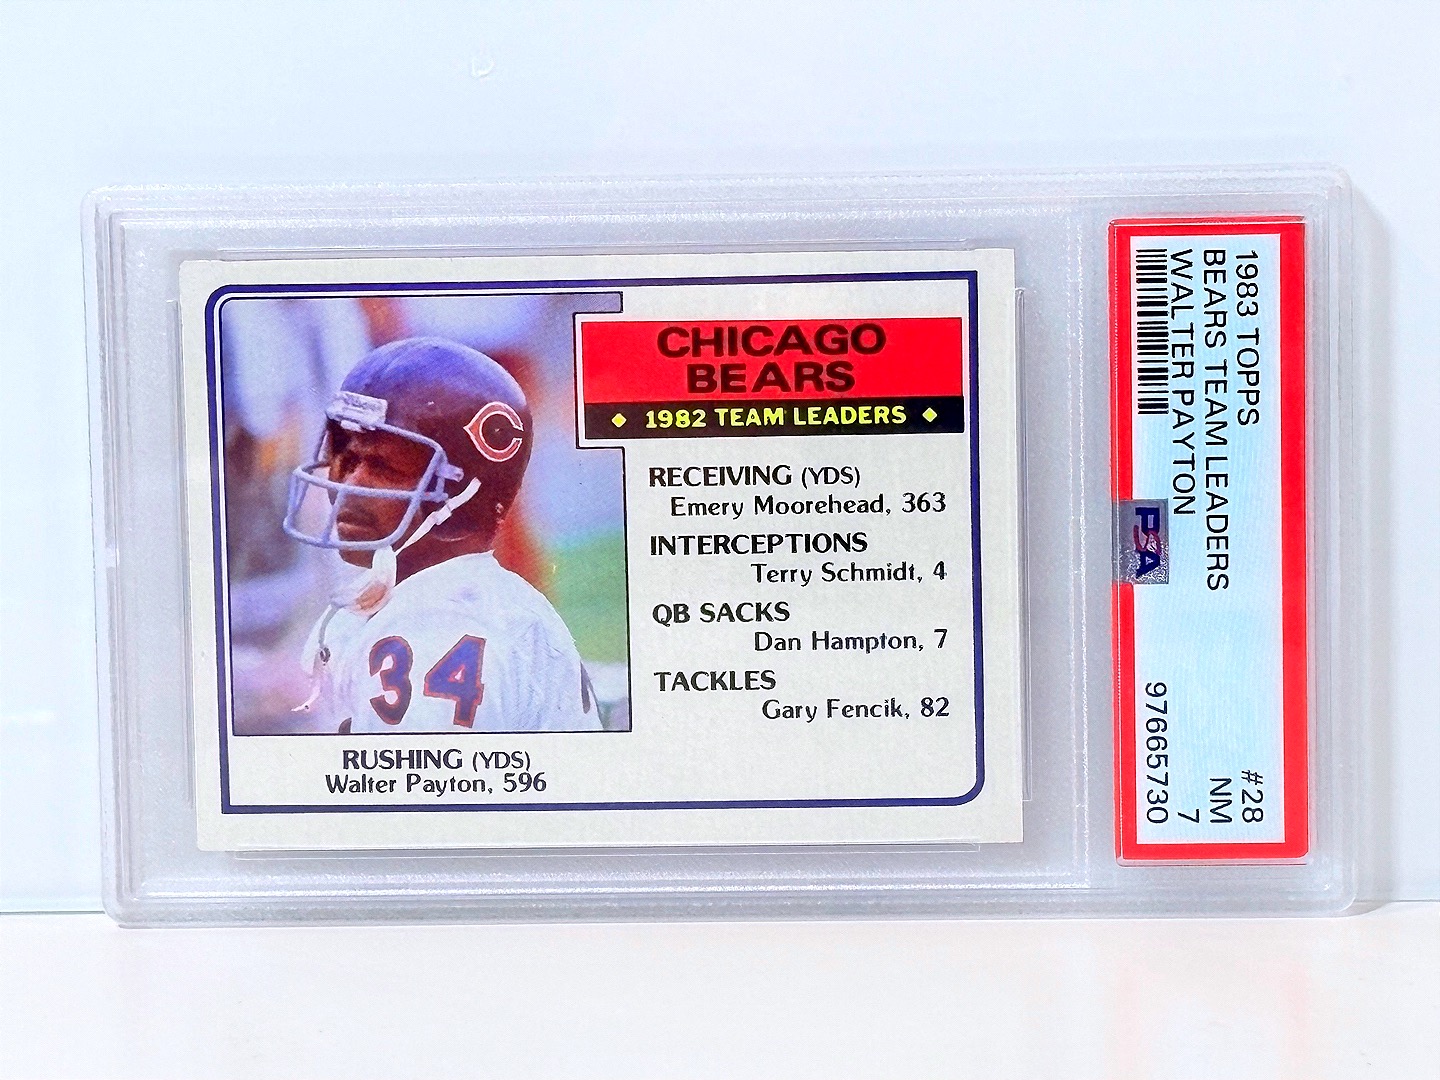 CHICAGO
BEARS
1982 TEAM LEADERS
RECEIVING (YDS)
Emery Moorehead, 363
INTERCEPTIONS
Terry Schmidt, 4
QB SACKS
Dan Hampton, 7
TACKLES
Gary Fencik, 82
34
RUSHING (YDS)
Walter Payton, 596
1983 TOPPS #28
BEARS TEAM LEADERS NM
WALTER PAYTON 7
PSA
97665730